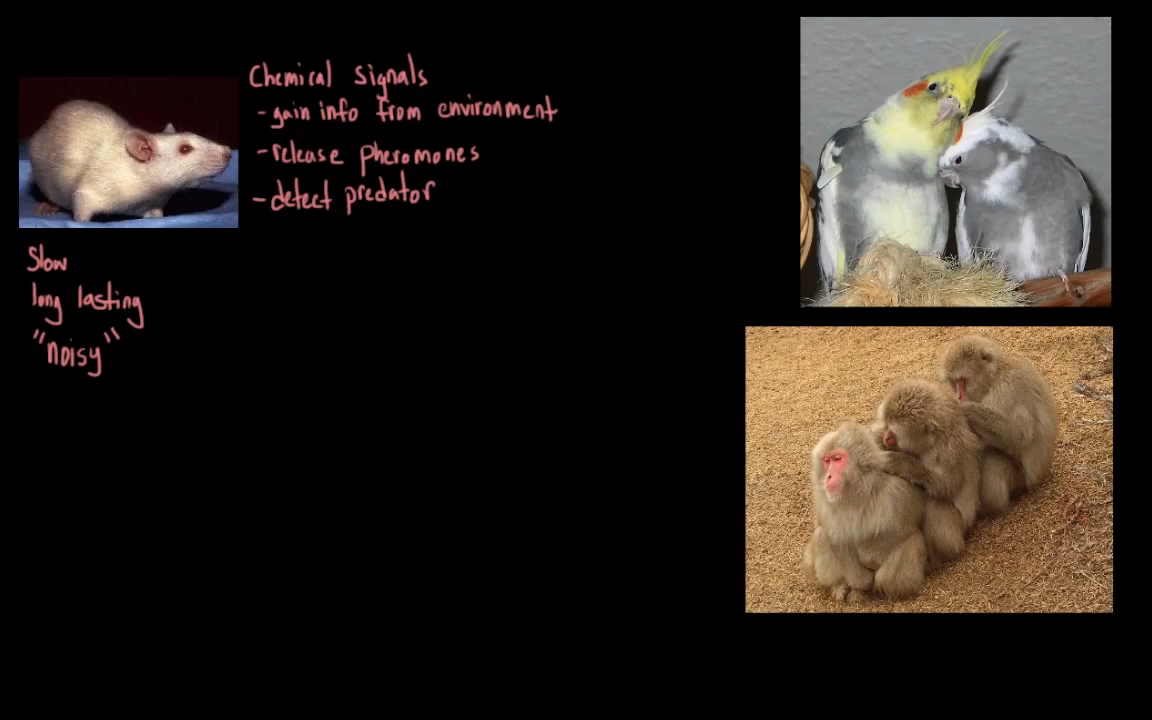 Chemical signals
- gain info from environment
- release pheromones
- detect predator
Slow
long lasting
"noisy"